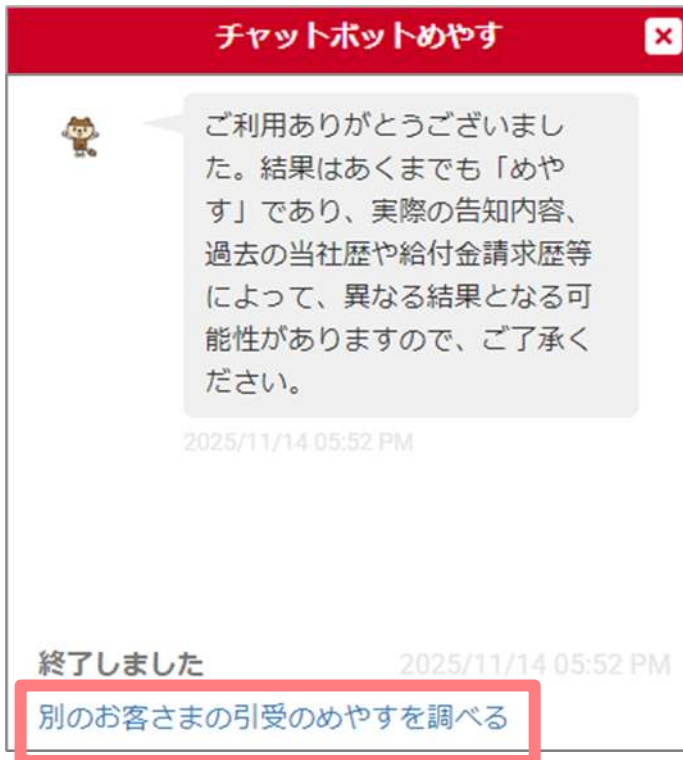 チャットボットめやす
ご利用ありがとうございまし
た。結果はあくまでも「めや
す」であり、実際の告知内容、
過去の当社歴や給付金請求歴等
によって、異なる結果となる可
能性がありますので、ご了承く
ださい。
2025/11/14 05:52 PM
終了しました 2025/11/14 05:52 PM
別のお客さまの引受のめやすを調べる